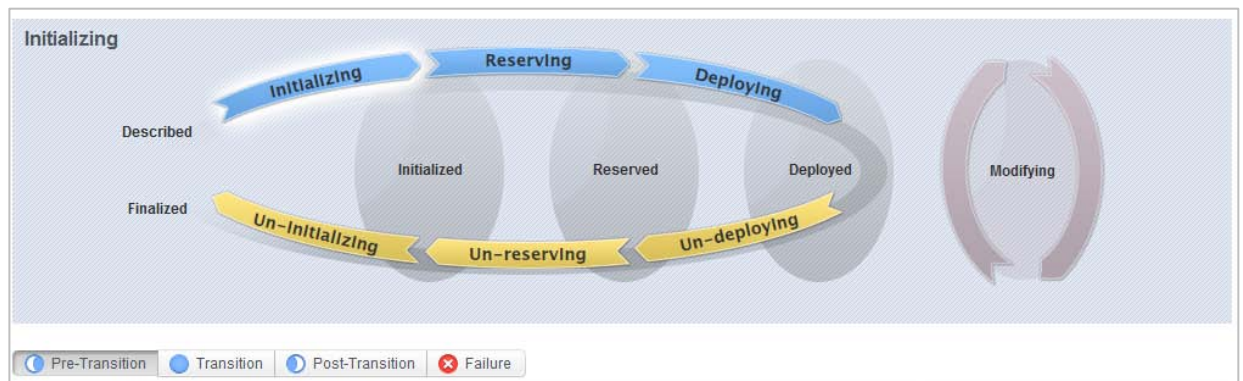 Initializing
Initializing
Reserving
Deploying
Described
Initialized
Reserved
Deployed
Modifying
Finalized
Un-initializing
Un-reserving
Un-deploying
Pre-Transition
Transition
Post-Transition
Failure